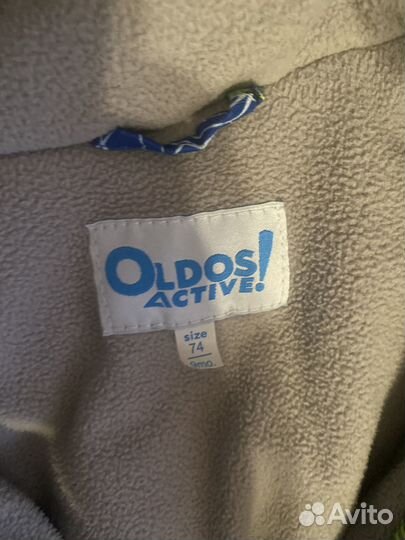 OLDOS!
ACTIVE
size
74
9mo.
Avito